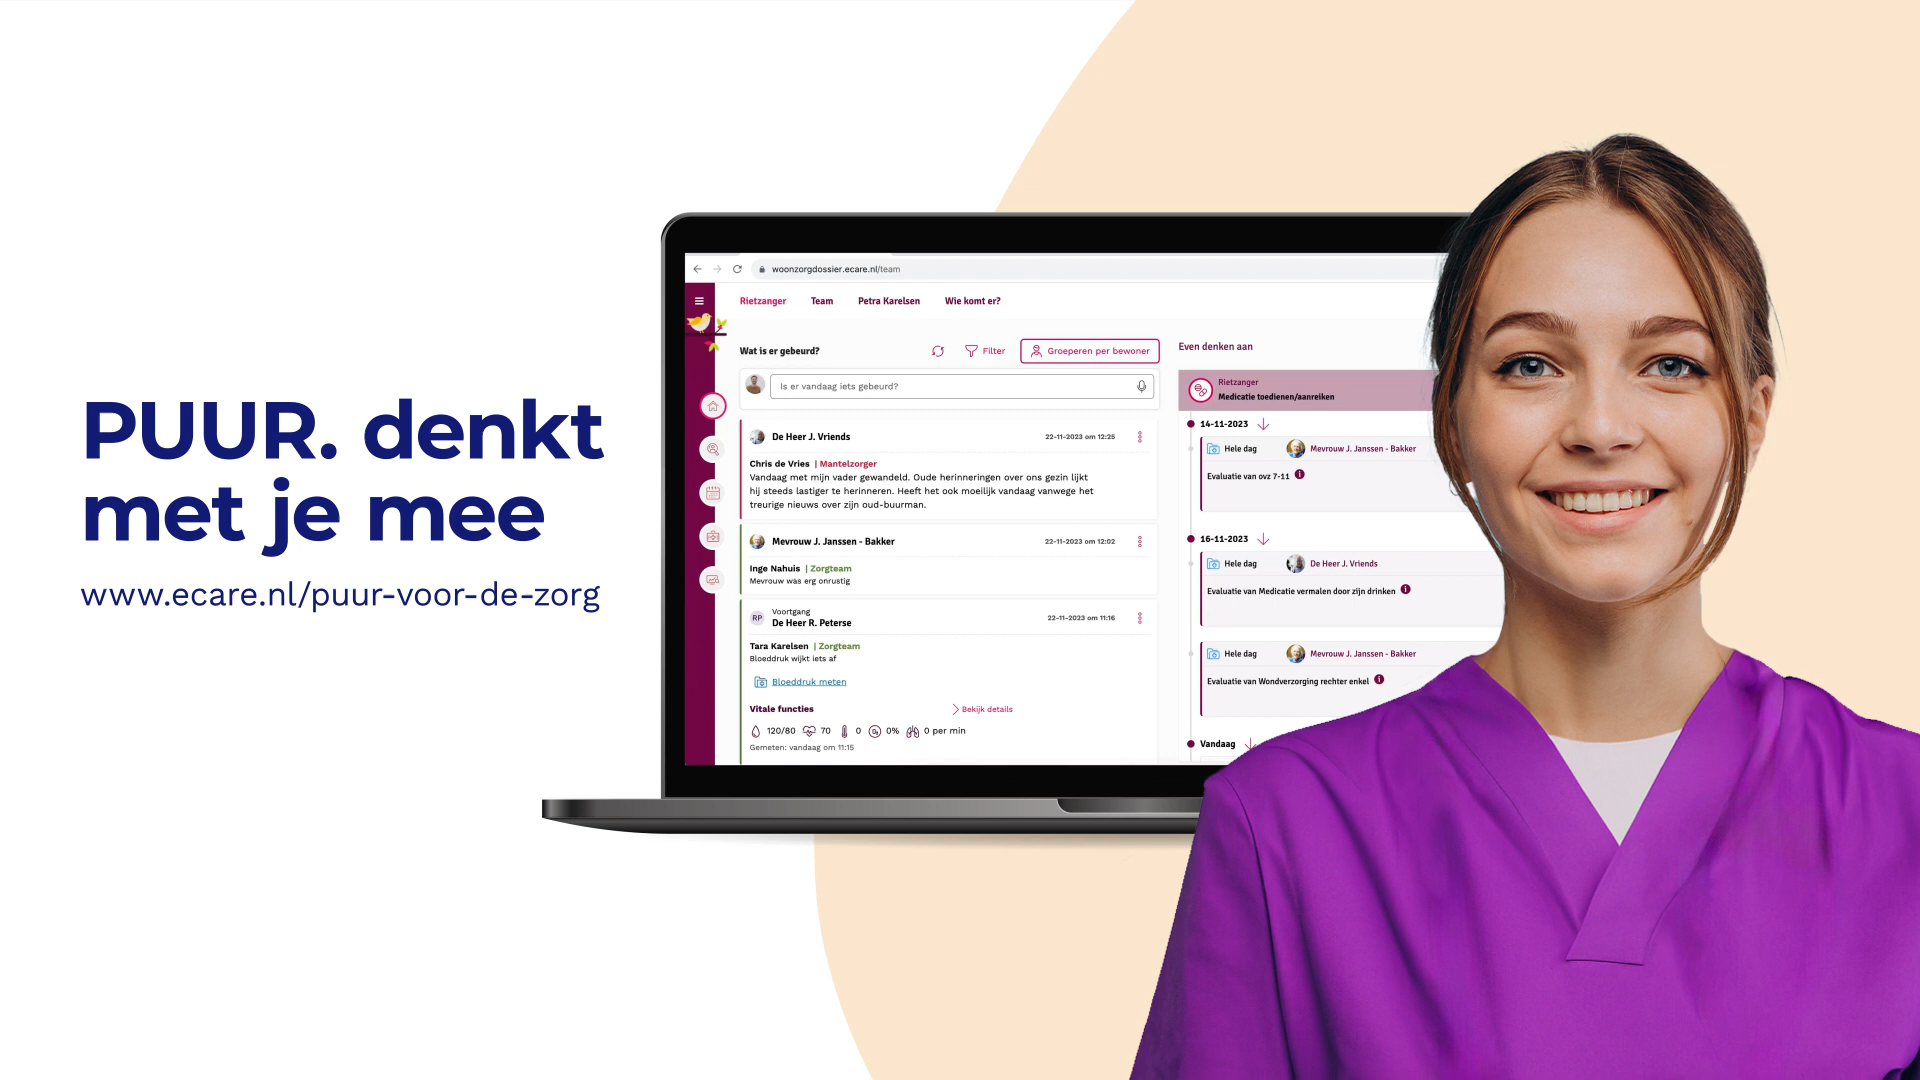 PUUR. denkt
met je mee
www.ecare.nl/puur-voor-de-zorg
woonzorgdossier.ecare.nl/team
Rietzanger Team Petra Karelsen Wie komt er?
Wat is er gebeurd?
Filter
Groeperen per bewoner
Is er vandaag iets gebeurd?
De Heer J. Vriends 22-11-2023 om 12:25
Chris de Vries | Mantelzorger
Vandaag met mijn vader gewandeld. Oude herinneringen over ons gezin lijkt
hij steeds lastiger te herinneren. Heeft het ook moeilijk vandaag vanwege het
treurige nieuws over zijn oud-buurman.
Mevrouw J. Janssen - Bakker 22-11-2023 om 12:02
Inge Nahuis | Zorgteam
Mevrouw was erg onrustig
RP
Voortgang
De Heer R. Peterse 22-11-2023 om 11:16
Tara Karelsen | Zorgteam
Bloeddruk wijkt iets af
Bloeddruk meten
Vitale functies Bekijk details
120/80 70 0 0% 0 per min
Gemeten: vandaag om 11:15
Even denken aan
Rietzanger
Medicatie toedienen/aanreiken
14-11-2023
Hele dag Mevrouw J. Janssen - Bakker
Evaluatie van ovz 7-11
16-11-2023
Hele dag De Heer J. Vriends
Evaluatie van Medicatie vermalen door zijn drinken
Hele dag Mevrouw J. Janssen - Bakker
Evaluatie van Wondverzorging rechter enkel
Vandaag